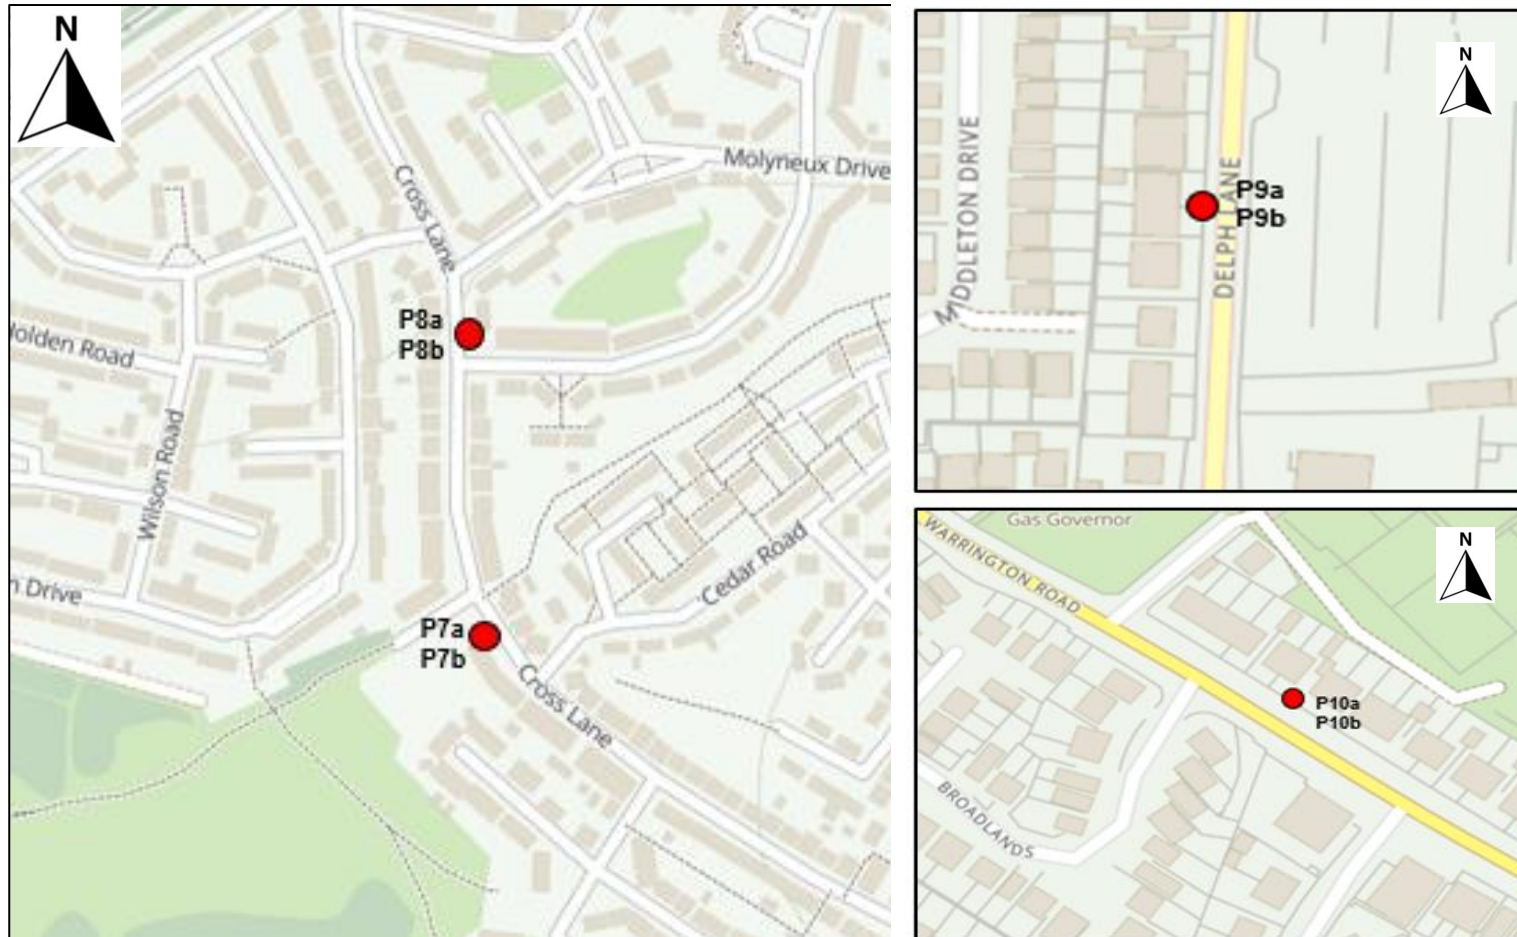 N
Cross Lane
Molyneux Drive
P8a
P8b
Holden Road
Wilson Road
n Drive
Cedar Road
P7a
P7b
Cross Lane
N
MIDDLETON DRIVE
DELPH LANE
P9a
P9b
Gas Governor
N
WARRINGTON ROAD
P10a
P10b
BROADLANDS